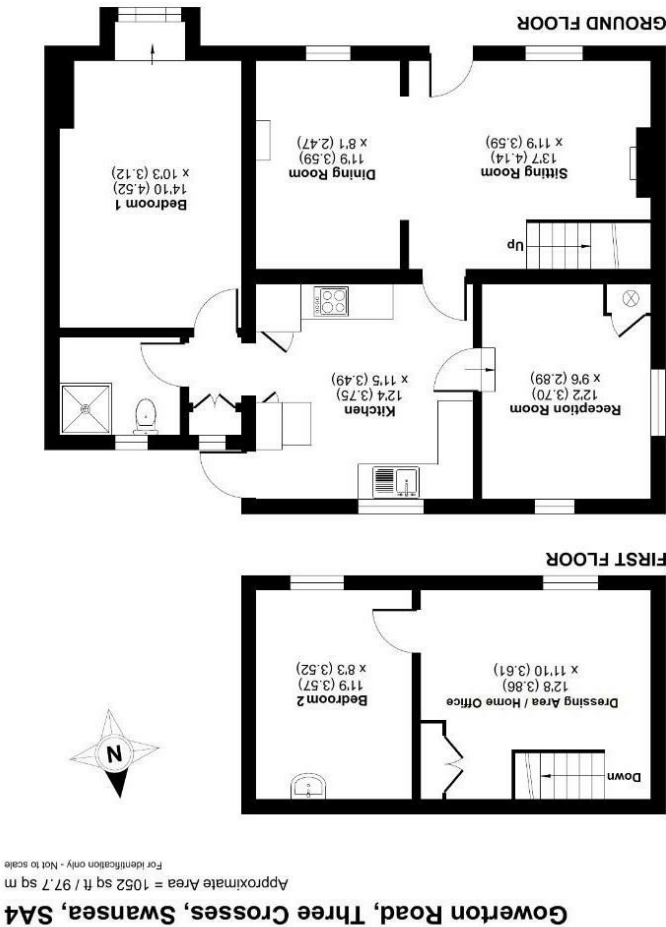 Gowerton Road, Three Crosses, Swansea, SA4
Approximate Area = 1052 sq ft / 97.7 sq m
For identification only - Not to scale
Down
Dressing Area / Home Office
12'8 (3.86)
x 11'10 (3.61)
Bedroom 2
11'9 (3.57)
x 8'3 (3.52)
N
FIRST FLOOR
Reception Room
12'2 (3.70)
x 9'6 (2.89)
Kitchen
12'4 (3.75)
x 11'5 (3.49)
Up
Sitting Room
13'7 (4.14)
x 11'9 (3.59)
Dining Room
11'9 (3.59)
x 8'1 (2.47)
Bedroom 1
14'10 (4.52)
x 10'3 (3.12)
GROUND FLOOR